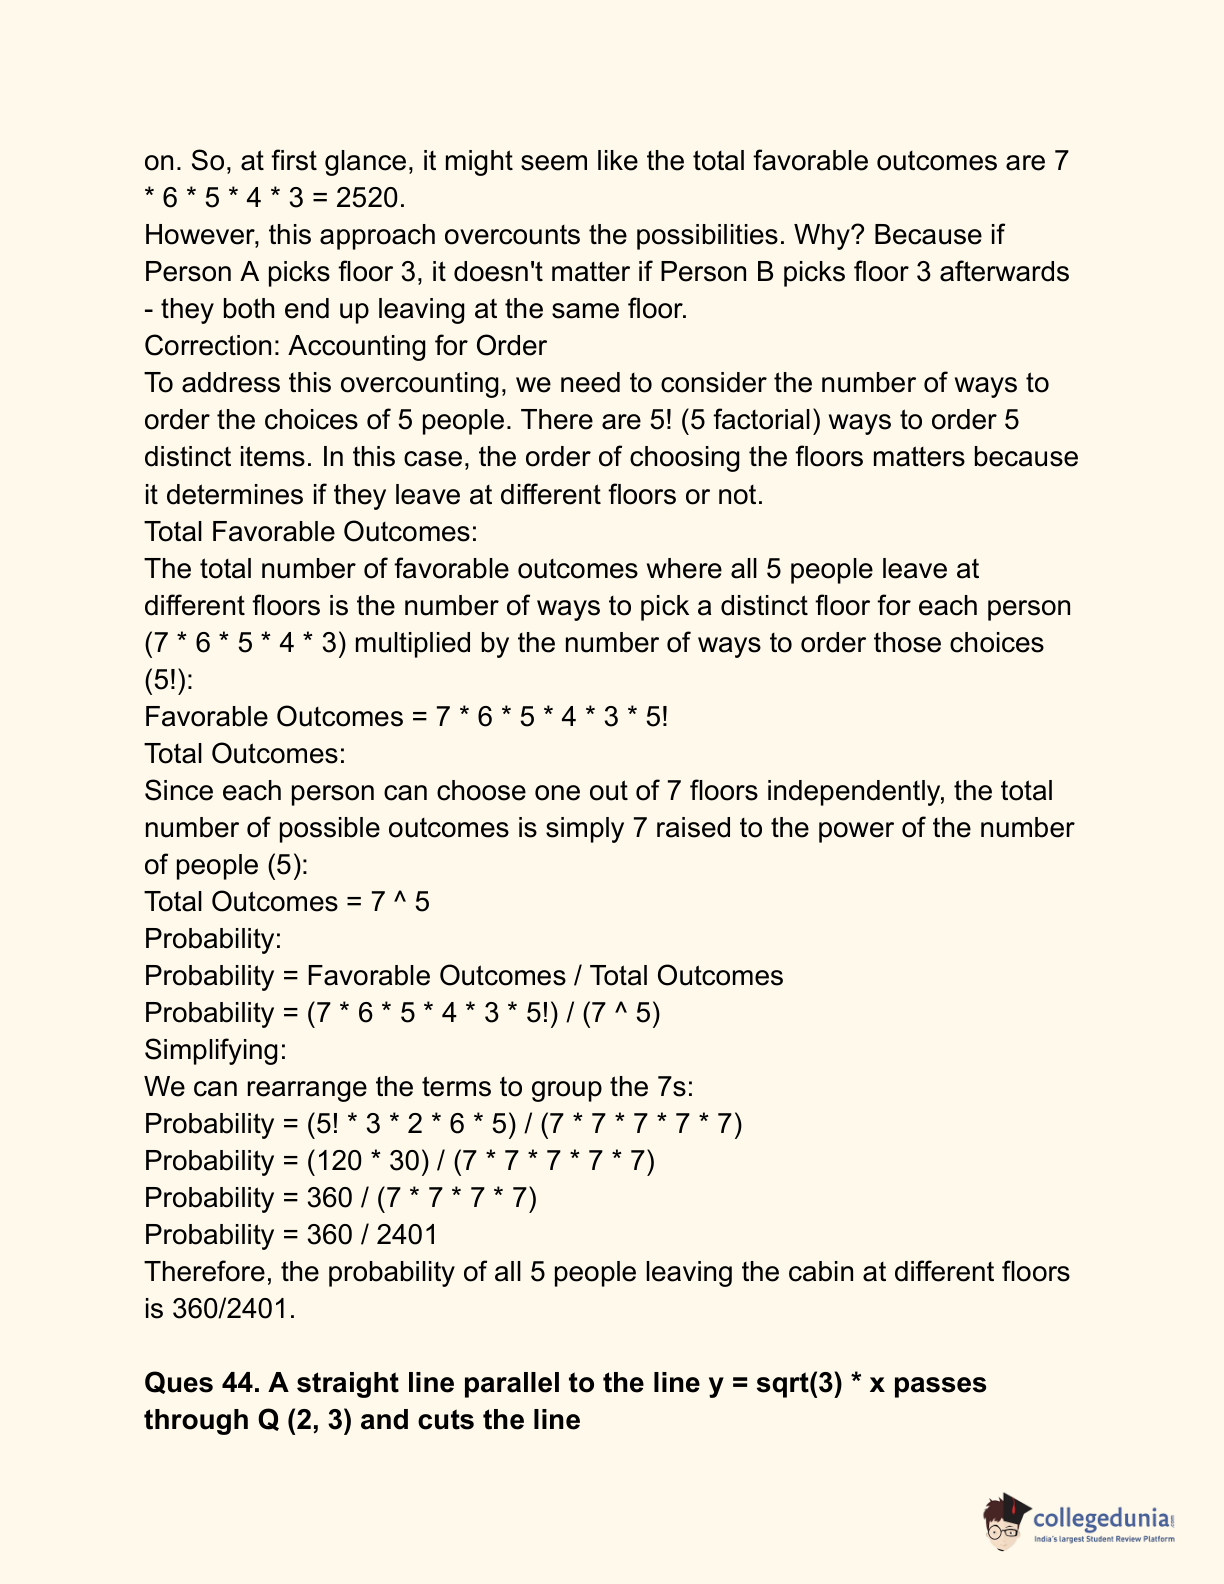 on. So, at first glance, it might seem like the total favorable outcomes are 7
* 6 * 5 * 4 * 3 = 2520.
However, this approach overcounts the possibilities. Why? Because if
Person A picks floor 3, it doesn't matter if Person B picks floor 3 afterwards
- they both end up leaving at the same floor.
Correction: Accounting for Order
To address this overcounting, we need to consider the number of ways to
order the choices of 5 people. There are 5! (5 factorial) ways to order 5
distinct items. In this case, the order of choosing the floors matters because
it determines if they leave at different floors or not.
Total Favorable Outcomes:
The total number of favorable outcomes where all 5 people leave at
different floors is the number of ways to pick a distinct floor for each person
(7 * 6 * 5 * 4 * 3) multiplied by the number of ways to order those choices
(5!):
Favorable Outcomes = 7 * 6 * 5 * 4 * 3 * 5!
Total Outcomes:
Since each person can choose one out of 7 floors independently, the total
number of possible outcomes is simply 7 raised to the power of the number
of people (5):
Total Outcomes = 7 ^ 5
Probability:
Probability = Favorable Outcomes / Total Outcomes
Probability = (7 * 6 * 5 * 4 * 3 * 5!) / (7 ^ 5)
Simplifying:
We can rearrange the terms to group the 7s:
Probability = (5! * 3 * 2 * 6 * 5) / (7 * 7 * 7 * 7 * 7)
Probability = (120 * 30) / (7 * 7 * 7 * 7 * 7)
Probability = 360 / (7 * 7 * 7 * 7)
Probability = 360 / 2401
Therefore, the probability of all 5 people leaving the cabin at different floors
is 360/2401.
Ques 44. A straight line parallel to the line y = sqrt(3) * x passes
through Q (2, 3) and cuts the line
collegedunia
India's largest Student Review Platform